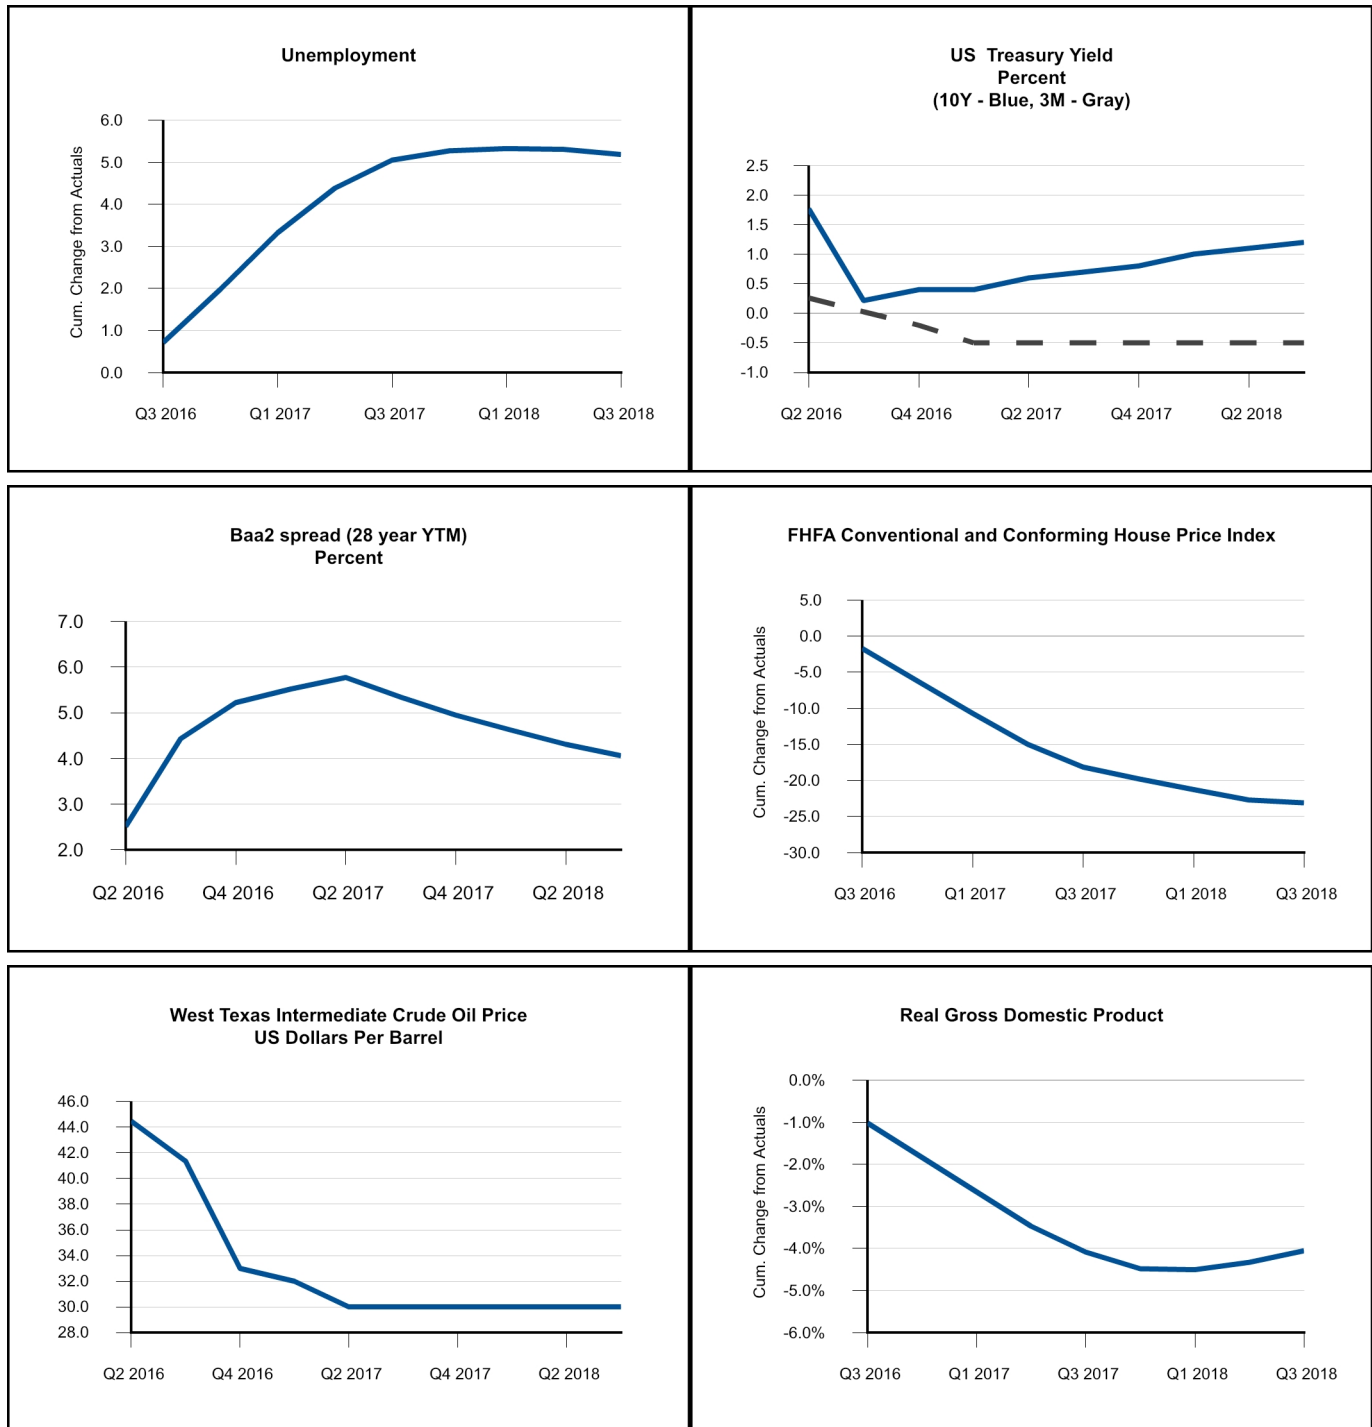 Unemployment
Cum. Change from Actuals
6.0
5.0
4.0
3.0
2.0
1.0
0.0
Q3 2016 Q1 2017 Q3 2017 Q1 2018 Q3 2018
US Treasury Yield
Percent
(10Y - Blue, 3M - Gray)
2.5
2.0
1.5
1.0
0.5
0.0
-0.5
-1.0
Q2 2016 Q4 2016 Q2 2017 Q4 2017 Q2 2018
Baa2 spread (28 year YTM)
Percent
7.0
6.0
5.0
4.0
3.0
2.0
Q2 2016 Q4 2016 Q2 2017 Q4 2017 Q2 2018
FHFA Conventional and Conforming House Price Index
Cum. Change from Actuals
5.0
0.0
-5.0
-10.0
-15.0
-20.0
-25.0
-30.0
Q3 2016 Q1 2017 Q3 2017 Q1 2018 Q3 2018
West Texas Intermediate Crude Oil Price
US Dollars Per Barrel
46.0
44.0
42.0
40.0
38.0
36.0
34.0
32.0
30.0
28.0
Q2 2016 Q4 2016 Q2 2017 Q4 2017 Q2 2018
Real Gross Domestic Product
Cum. Change from Actuals
0.0%
-1.0%
-2.0%
-3.0%
-4.0%
-5.0%
-6.0%
Q3 2016 Q1 2017 Q3 2017 Q1 2018 Q3 2018